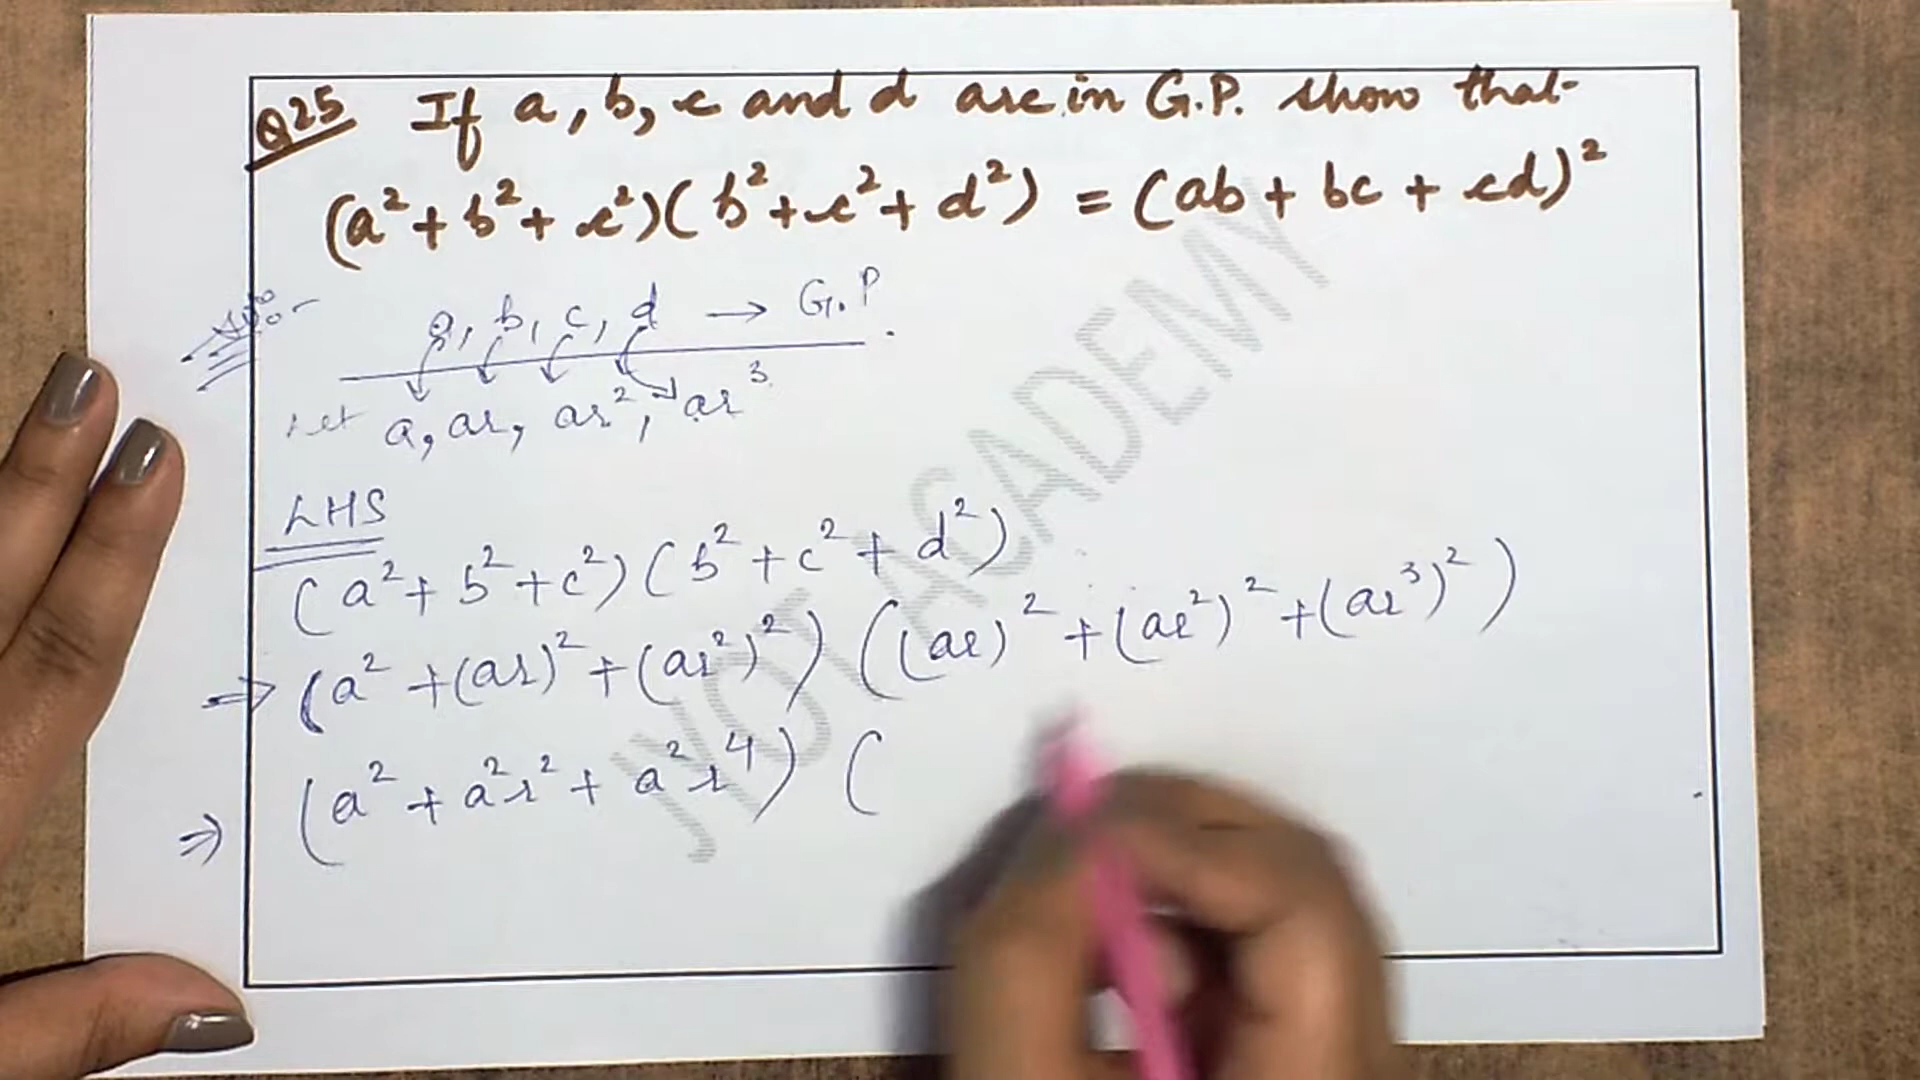 Q25 If a, b, c and d are in G.P. show that
(a² + b² + c²)(b² + c² + d²) = (ab + bc + cd)²
a, b, c, d → G.P.
Let a, ar, ar², ar³
LHS
(a² + b² + c²)(b² + c² + d²)
⇒ (a² + (ar)² + (ar²)²) ((ar)² + (ar²)² + (ar³)²)
⇒ (a² + a²r² + a²r⁴) (
JYOT ACADEMY